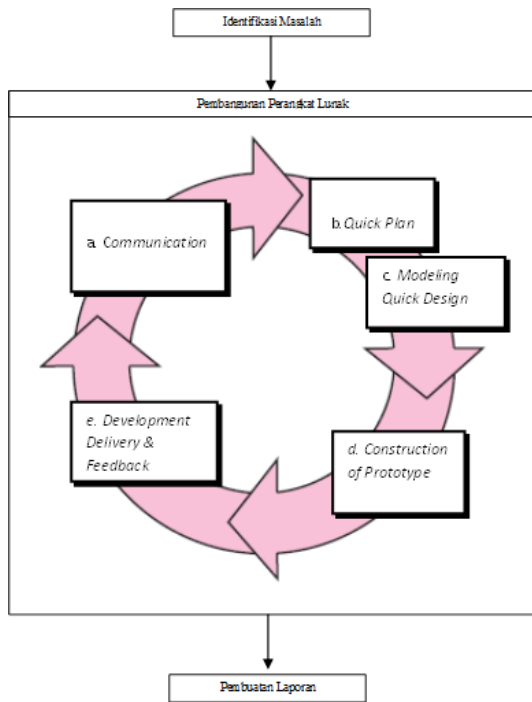 Identifikasi Masalah
Pembangunan Perangkat Lunak
a. Communication
b. Quick Plan
c. Modeling
Quick Design
d. Construction
of Prototype
e. Development
Delivery &
Feedback
Pembuatan Laporan